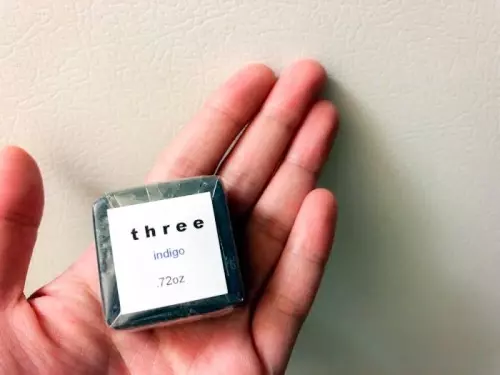 three
indigo
.72oz